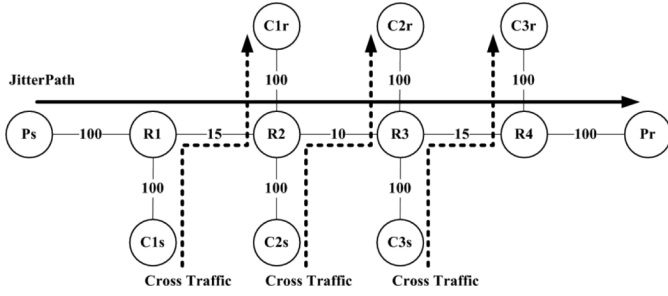 C1r C2r C3r
100 100 100
JitterPath
Ps 100 R1 15 R2 10 R3 15 R4 100 Pr
100 100 100
C1s C2s C3s
Cross Traffic Cross Traffic Cross Traffic